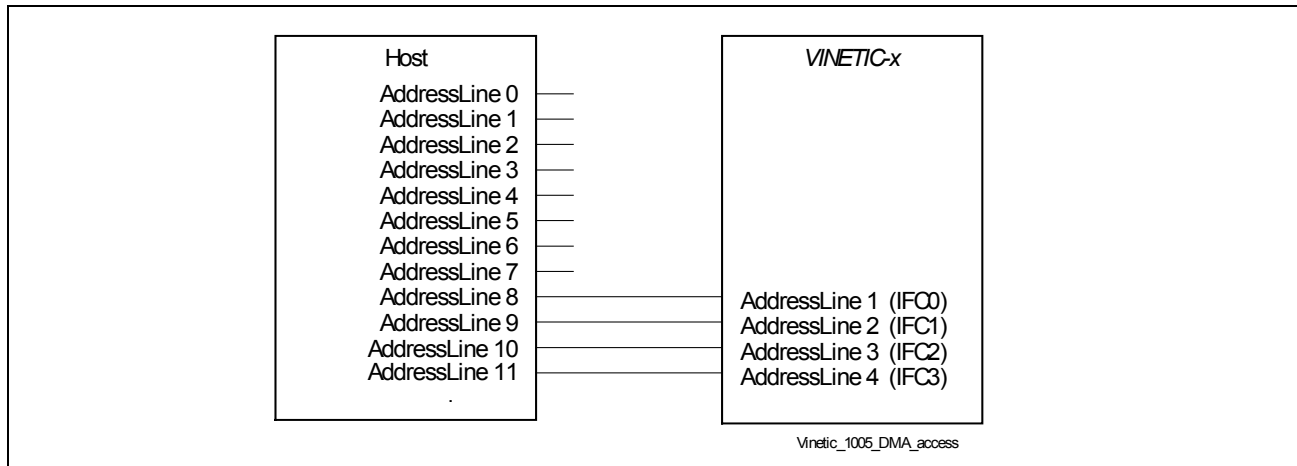 Host
AddressLine 0
AddressLine 1
AddressLine 2
AddressLine 3
AddressLine 4
AddressLine 5
AddressLine 6
AddressLine 7
AddressLine 8
AddressLine 9
AddressLine 10
AddressLine 11
.
VINETIC-x
AddressLine 1 (IFC0)
AddressLine 2 (IFC1)
AddressLine 3 (IFC2)
AddressLine 4 (IFC3)
Vinetic_1005_DMA_access